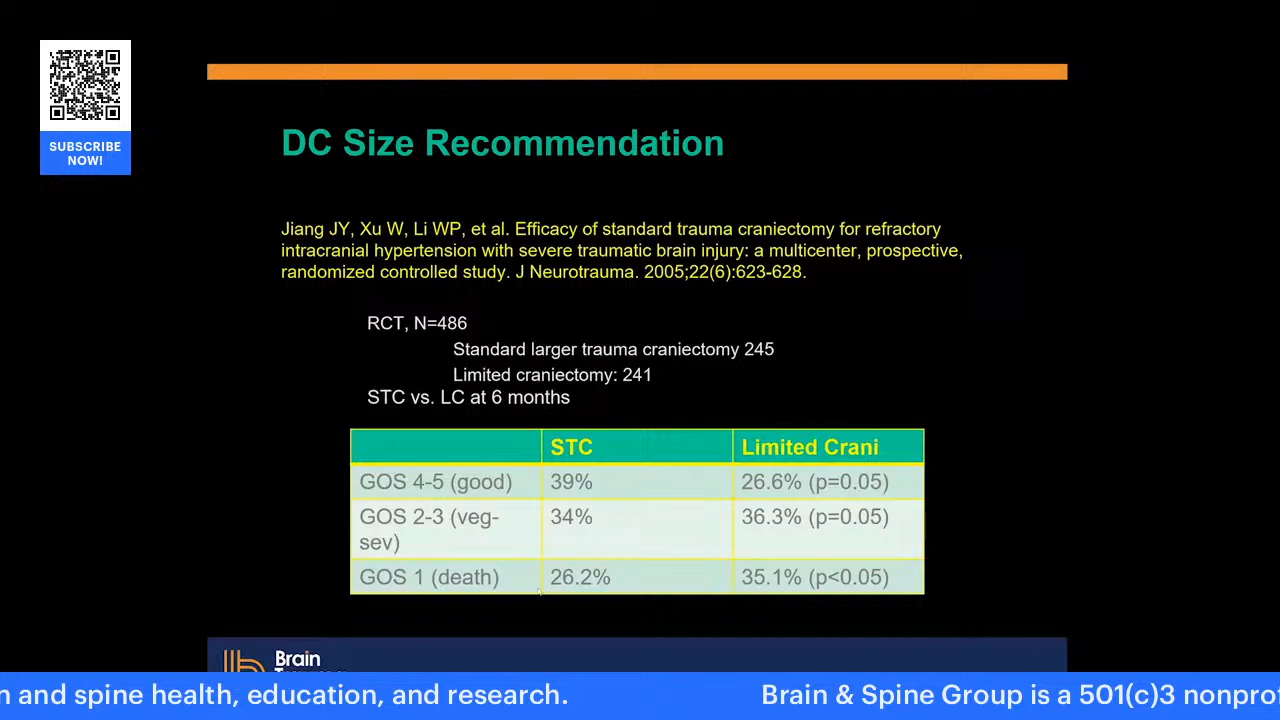 SUBSCRIBE
NOW!
DC Size Recommendation
Jiang JY, Xu W, Li WP, et al. Efficacy of standard trauma craniectomy for refractory
intracranial hypertension with severe traumatic brain injury: a multicenter, prospective,
randomized controlled study. J Neurotrauma. 2005;22(6):623-628.
RCT, N=486
Standard larger trauma craniectomy 245
Limited craniectomy: 241
STC vs. LC at 6 months
STC Limited Crani
GOS 4-5 (good) 39% 26.6% (p=0.05)
GOS 2-3 (veg- 34% 36.3% (p=0.05)
sev)
GOS 1 (death) 26.2% 35.1% (p<0.05)
Brain
and spine health, education, and research. Brain & Spine Group is a 501(c)3